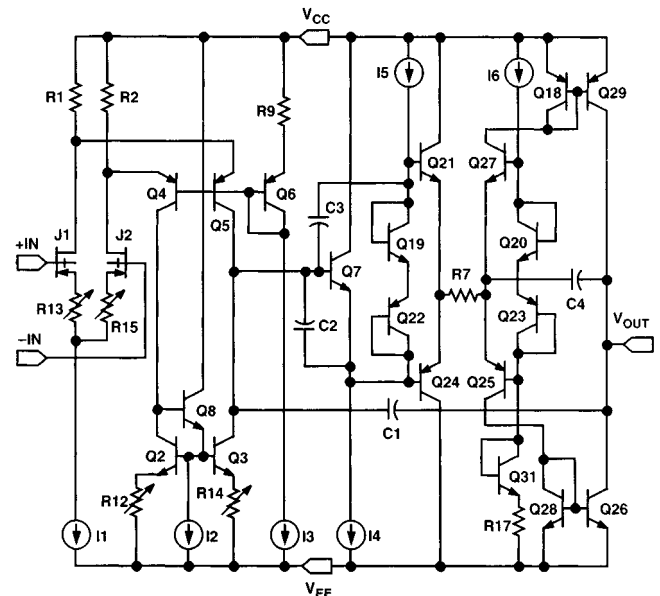 VCC
I5
I6
R1
R2
R9
Q18
Q29
Q21
Q27
Q4
Q5
Q6
C3
J1
J2
+IN
Q19
Q20
Q7
R7
C4
R13
R15
C2
Q22
Q23
VOUT
–IN
Q24
Q25
Q8
C1
Q2
Q3
Q31
R12
R14
Q28
Q26
R17
I1
I2
I3
I4
VEE